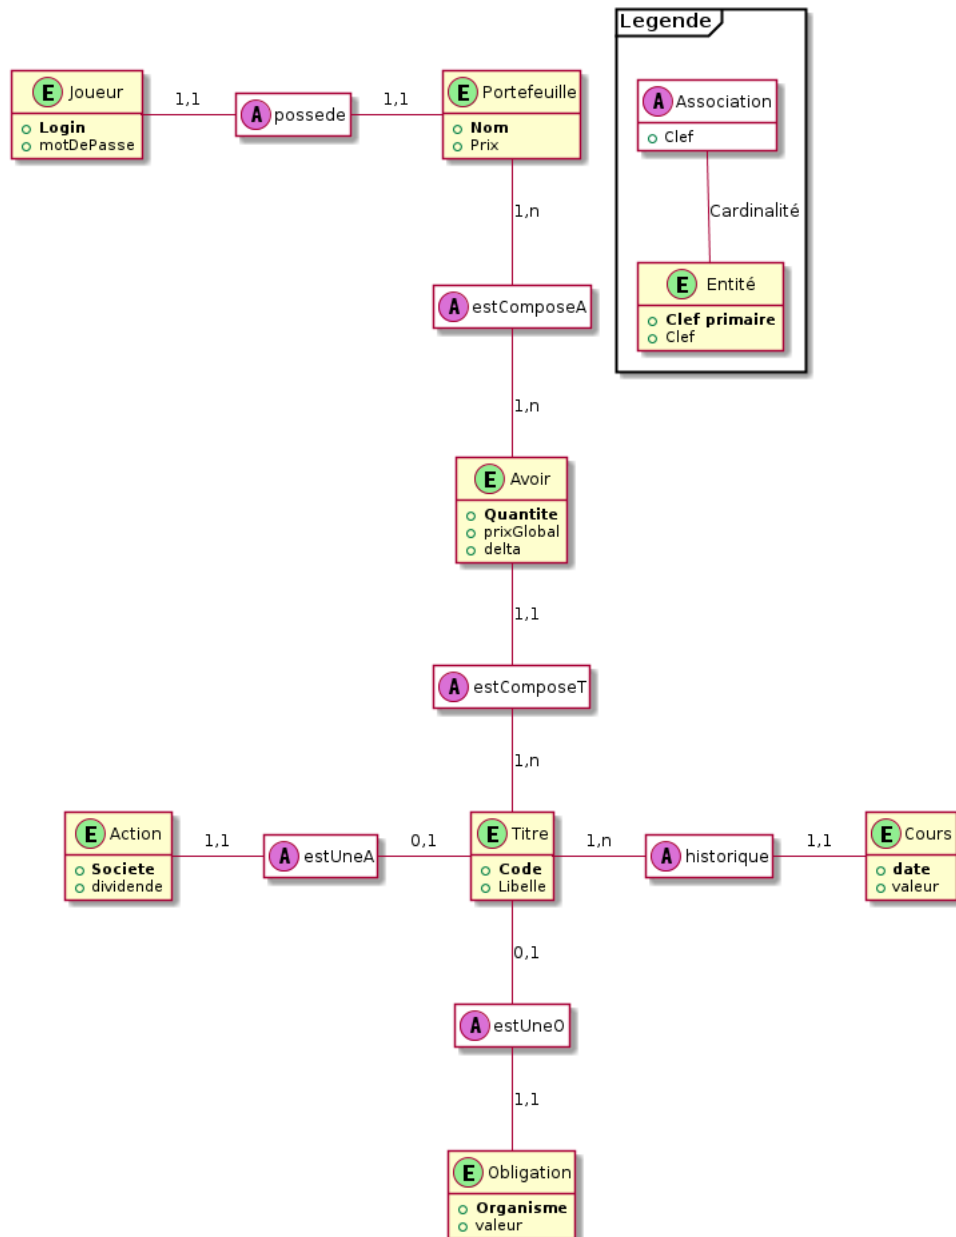 Legende
A Association
Clef
Cardinalité
E Entité
Clef primaire
Clef
E Joueur
Login
motDePasse
1,1
A possede
1,1
E Portefeuille
Nom
Prix
1,n
A estComposeA
1,n
E Avoir
Quantite
prixGlobal
delta
1,1
A estComposeT
1,n
E Action
Societe
dividende
1,1
A estUneA
0,1
E Titre
Code
Libelle
1,n
A historique
1,1
E Cours
date
valeur
0,1
A estUneO
1,1
E Obligation
Organisme
valeur